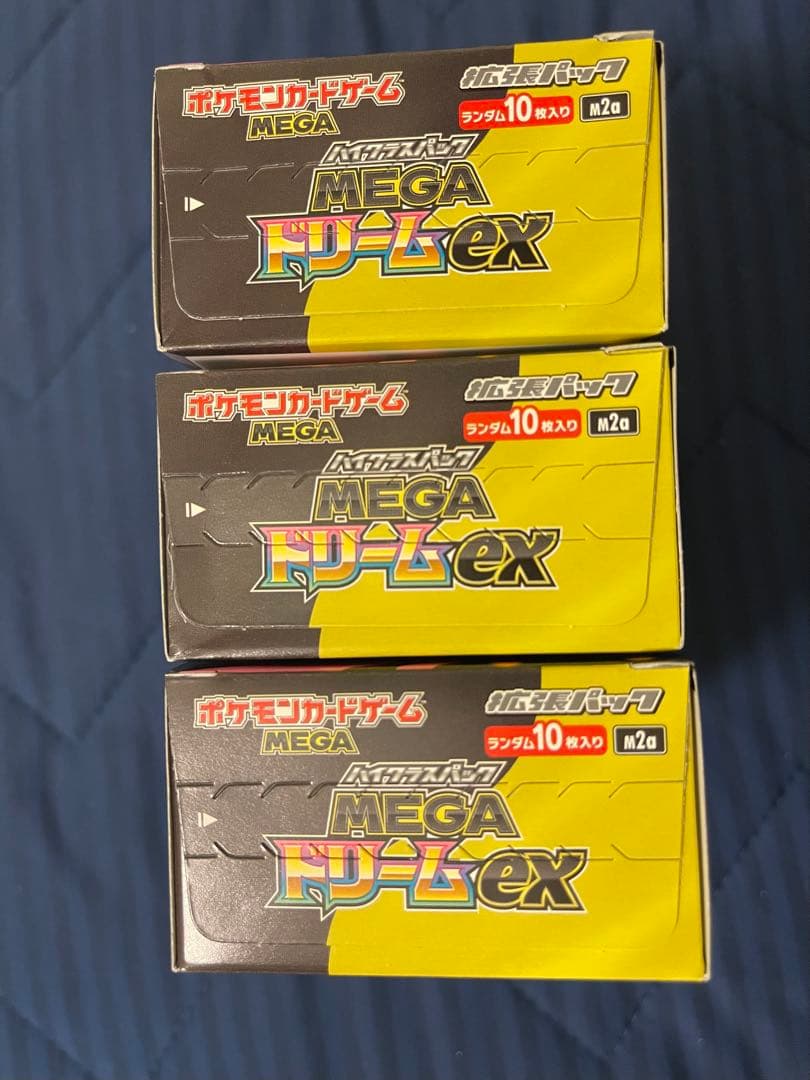 ポケモンカードゲーム
MEGA
拡張パック
ランダム10枚入り M2a
ハイクラスパック
MEGA
ドリームex
ポケモンカードゲーム
MEGA
拡張パック
ランダム10枚入り M2a
ハイクラスパック
MEGA
ドリームex
ポケモンカードゲーム
MEGA
拡張パック
ランダム10枚入り M2a
ハイクラスパック
MEGA
ドリームex